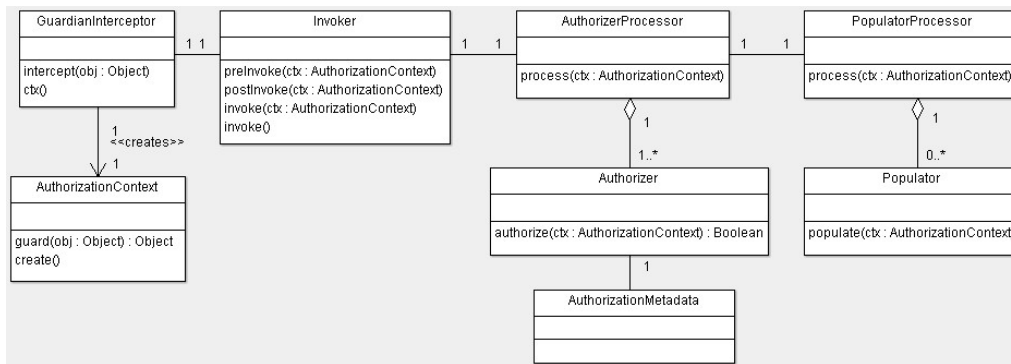 GuardianInterceptor
intercept(obj : Object)
ctx()
1 1
Invoker
preInvoke(ctx : AuthorizationContext)
postInvoke(ctx : AuthorizationContext)
invoke(ctx : AuthorizationContext)
invoke()
1 1
AuthorizerProcessor
process(ctx : AuthorizationContext)
1 1
PopulatorProcessor
process(ctx : AuthorizationContext)
1
<<creates>>
1
1
1..*
1
0..*
AuthorizationContext
guard(obj : Object) : Object
create()
Authorizer
authorize(ctx : AuthorizationContext) : Boolean
Populator
populate(ctx : AuthorizationContext
1
AuthorizationMetadata